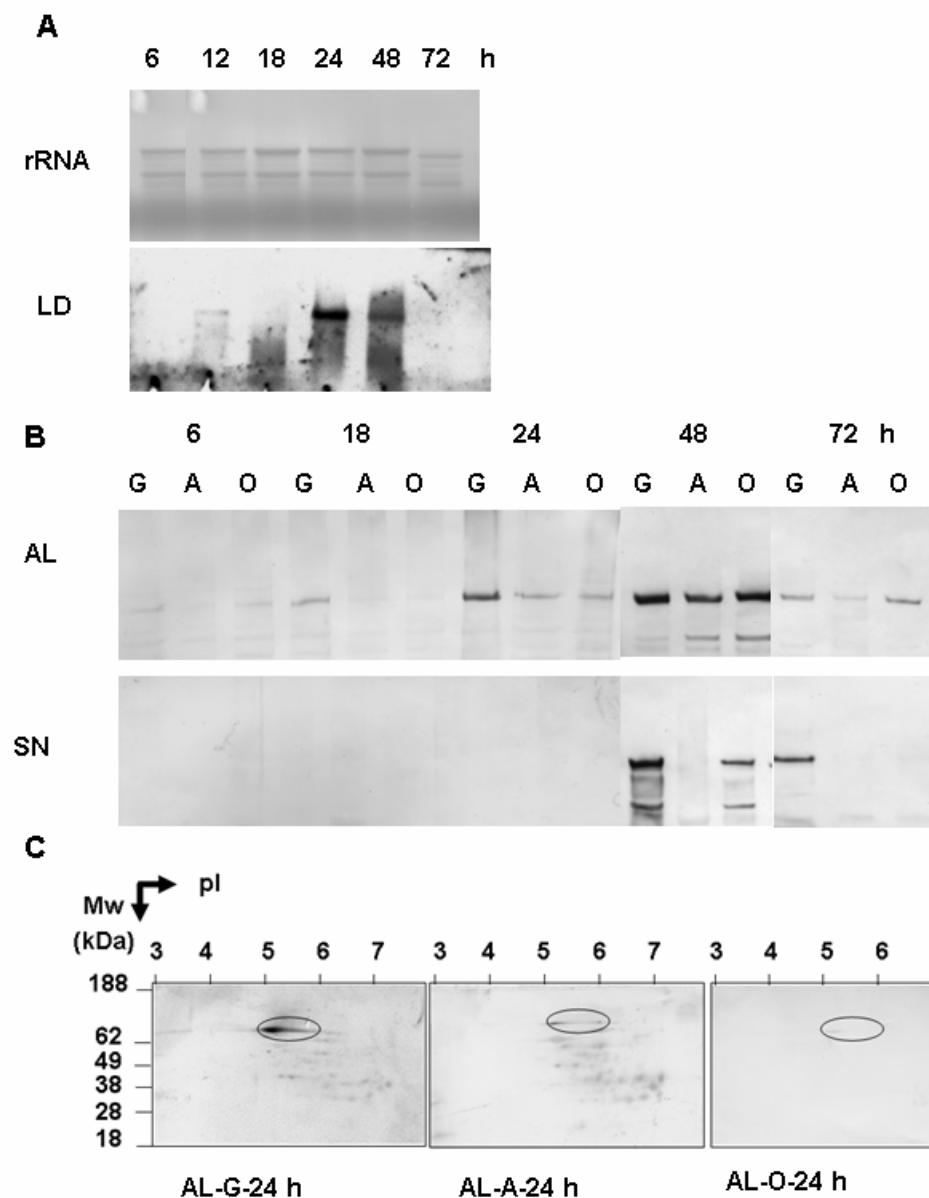 A
6 12 18 24 48 72 h
rRNA
LD
B 6 18 24 48 72 h
G A O G A O G A O G A O G A O
AL
SN
C
pI
Mw
(kDa)
3 4 5 6 7 3 4 5 6 7 3 4 5 6
188
62
49
38
28
18
AL-G-24 h AL-A-24 h AL-O-24 h